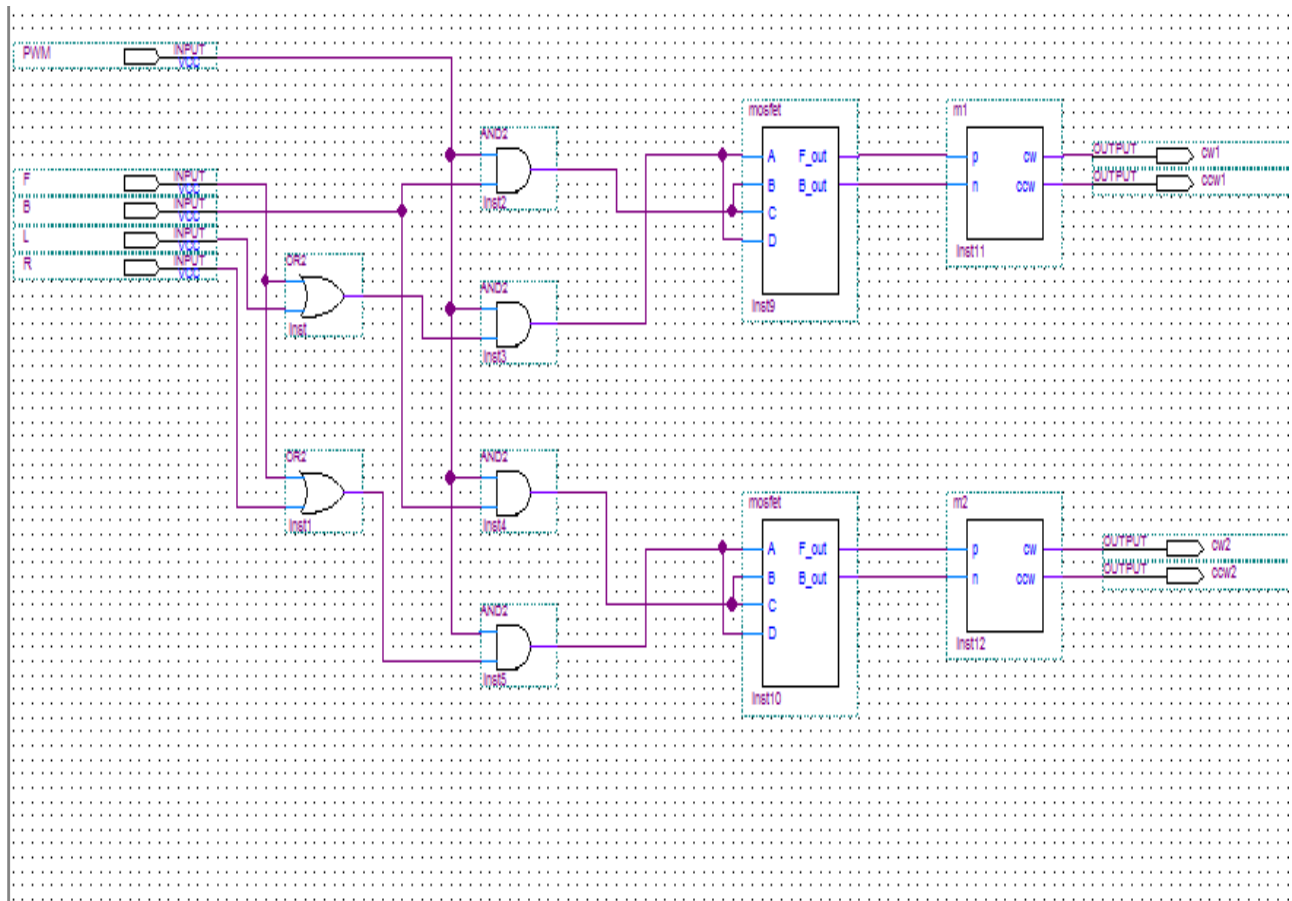 PWM INPUT VCC
F INPUT VCC
B INPUT VCC
L INPUT VCC
R INPUT VCC
OR2
inst
OR2
inst1
AND2
inst2
AND2
inst3
AND2
inst4
AND2
inst5
mosfet
A F_out
B B_out
C
D
inst9
m1
p cw
n ccw
inst11
OUTPUT cw1
OUTPUT ccw1
mosfet
A F_out
B B_out
C
D
inst10
m2
p cw
n ccw
inst12
OUTPUT cw2
OUTPUT ccw2